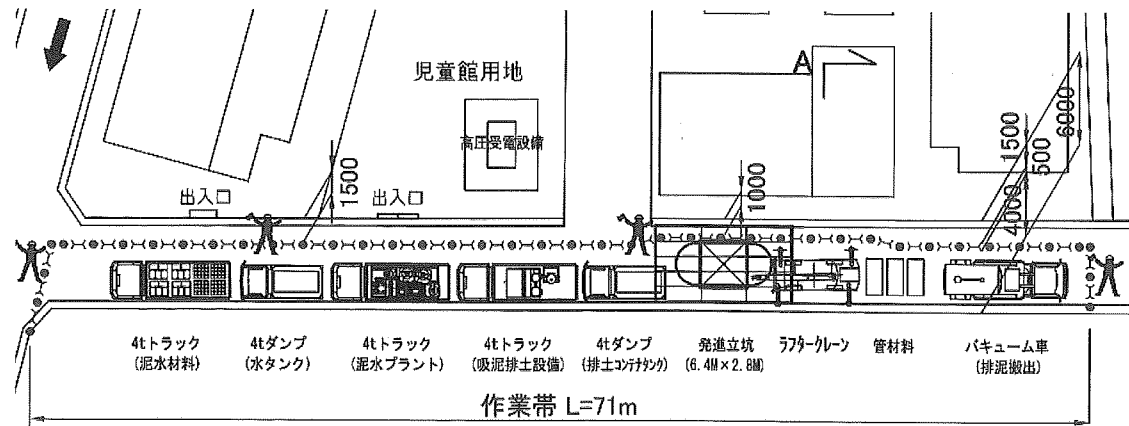 児童館用地
高圧受電設備
A
出入口
1500
出入口
1000
1500
500
6000
4000
4tトラック
(泥水材料)
4tダンプ
(水タンク)
4tトラック
(泥水プラント)
4tトラック
(吸泥排土設備)
4tダンプ
(排土コンテナタンク)
発進立坑
(6.4M×2.8M)
ラフタークレーン
管材料
バキューム車
(排泥搬出)
作業帯 L=71m